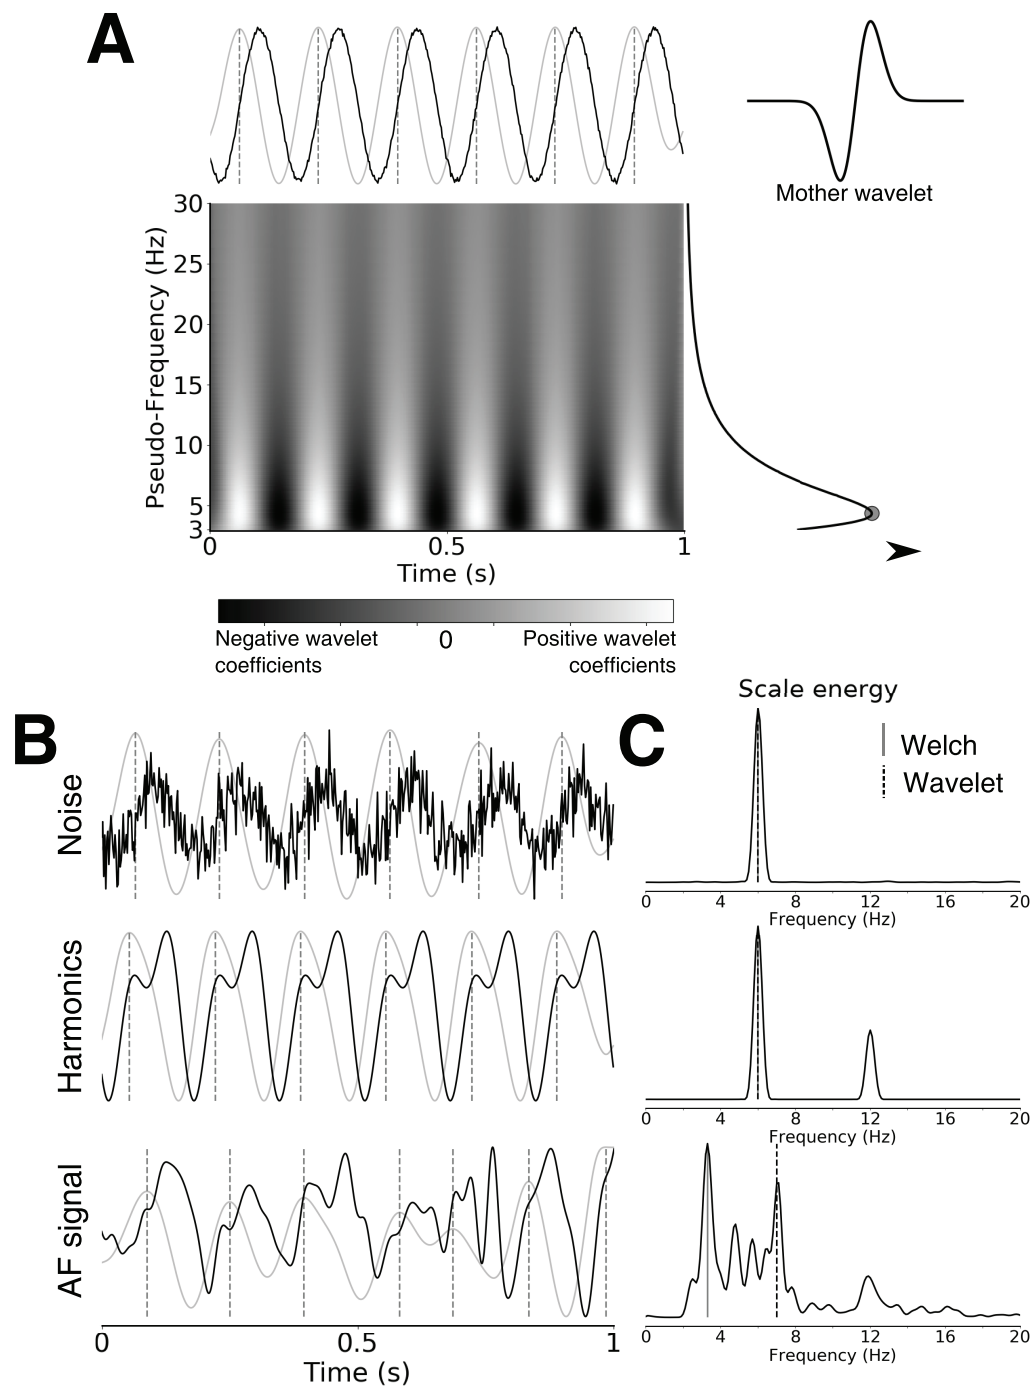 A
Mother wavelet
Pseudo-Frequency (Hz)
30
25
20
15
10
5
3
0 0.5 1
Time (s)
Negative wavelet coefficients
0
Positive wavelet coefficients
B
Noise
Harmonics
AF signal
0 0.5 1
Time (s)
C
Scale energy
Welch
Wavelet
0 4 8 12 16 20
Frequency (Hz)
0 4 8 12 16 20
Frequency (Hz)
0 4 8 12 16 20
Frequency (Hz)